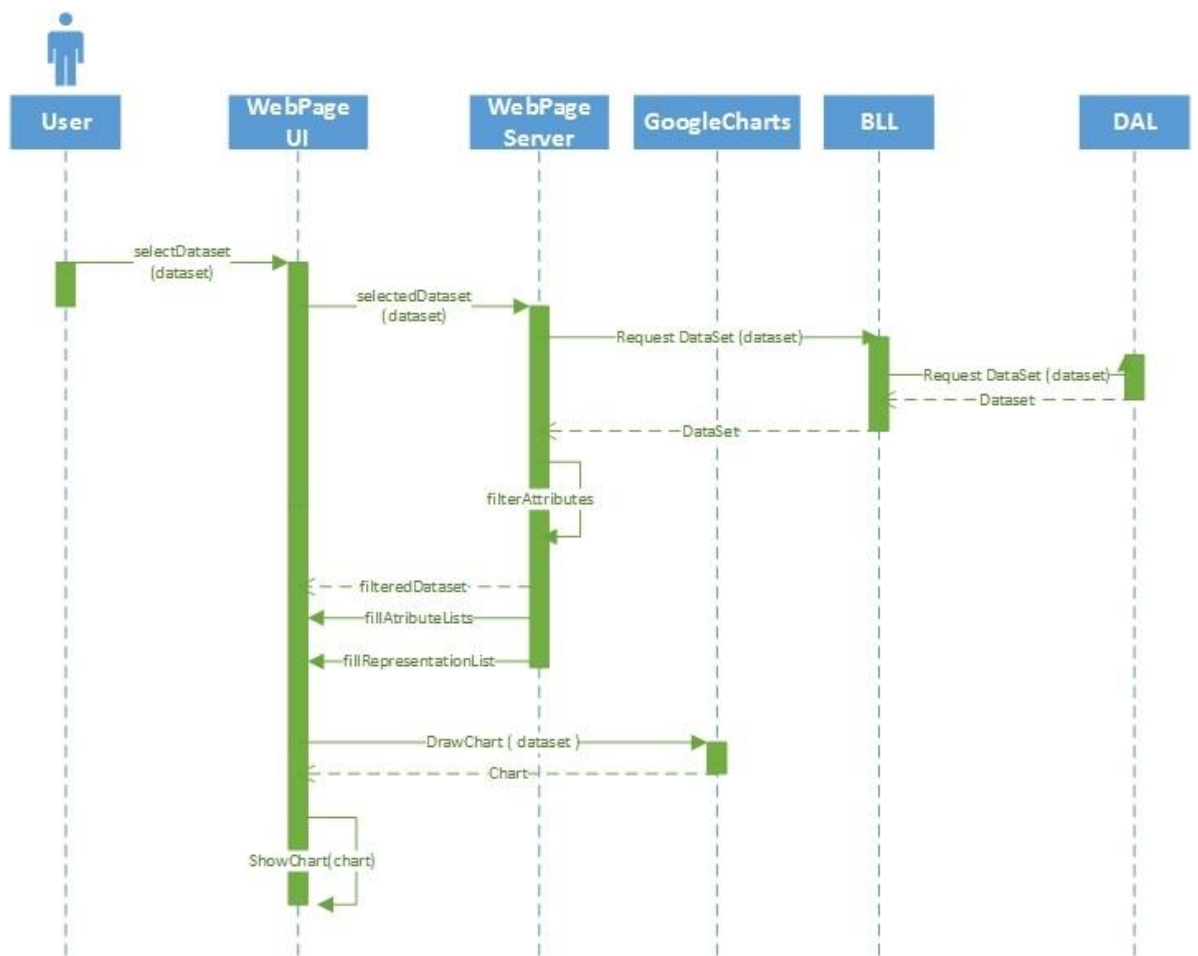 User
WebPage
UI
WebPage
Server
GoogleCharts
BLL
DAL
selectDataset
(dataset)
selectedDataset
(dataset)
Request DataSet (dataset)
Request DataSet (dataset)
Dataset
DataSet
filterAttributes
filteredDataset
fillAtributeLists
fillRepresentationList
DrawChart ( dataset )
Chart
ShowChart(chart)